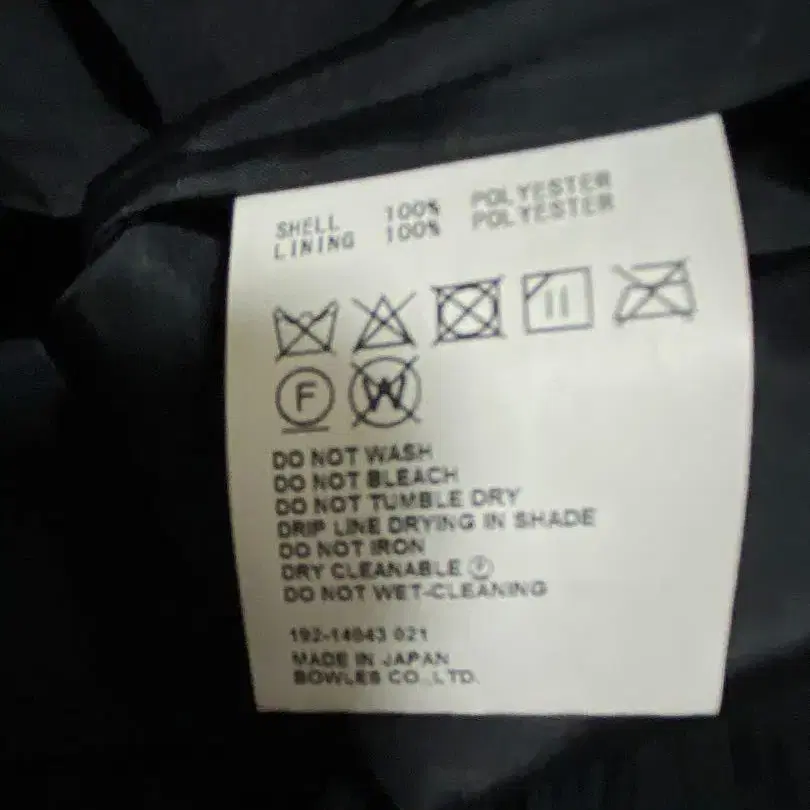 SHELL 100% POLYESTER
LINING 100% POLYESTER
F W
DO NOT WASH
DO NOT BLEACH
DO NOT TUMBLE DRY
DRIP LINE DRYING IN SHADE
DO NOT IRON
DRY CLEANABLE Ⓕ
DO NOT WET-CLEANING
192-14043 021
MADE IN JAPAN
BOWLES CO.,LTD.